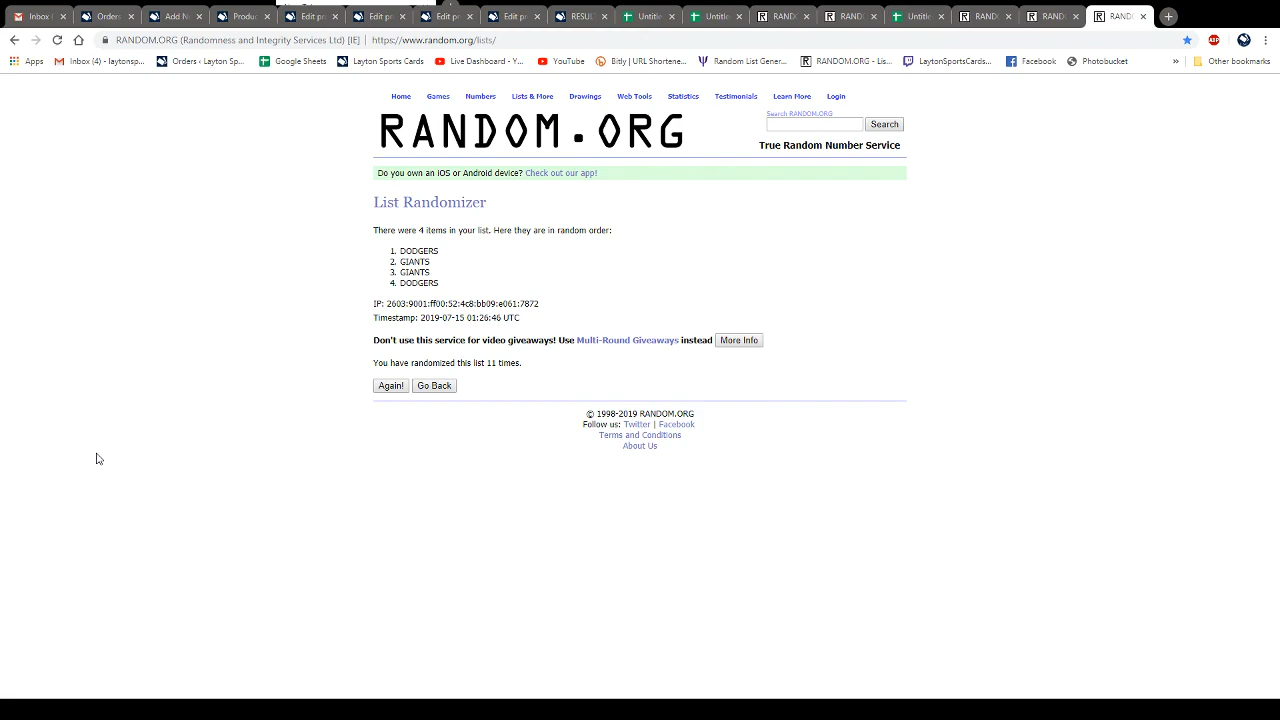 Inbox
Orders
Add N
Produ
Edit pr
Edit pr
Edit pr
Edit pr
RESUL
Untitle
Untitle
RAND
RAND
Untitle
RAND
RAND
RAND
RANDOM.ORG (Randomness and Integrity Services Ltd) [IE] | https://www.random.org/lists/
Apps
Inbox (4) - laytonsp...
Orders ‹ Layton Sp...
Google Sheets
Layton Sports Cards
Live Dashboard - Y...
YouTube
Bitly | URL Shortene...
Random List Gener...
RANDOM.ORG - Lis...
LaytonSportsCards...
Facebook
Photobucket
»
Other bookmarks
Home Games Numbers Lists & More Drawings Web Tools Statistics Testimonials Learn More Login
RANDOM.ORG
Search RANDOM.ORG
Search
True Random Number Service
Do you own an iOS or Android device? Check out our app!
List Randomizer
There were 4 items in your list. Here they are in random order:
1. DODGERS
2. GIANTS
3. GIANTS
4. DODGERS
IP: 2603:9001:ff00:52:4c8:bb09:e061:7872
Timestamp: 2019-07-15 01:26:46 UTC
Don't use this service for video giveaways! Use Multi-Round Giveaways instead More Info
You have randomized this list 11 times.
Again! Go Back
© 1998-2019 RANDOM.ORG
Follow us: Twitter | Facebook
Terms and Conditions
About Us